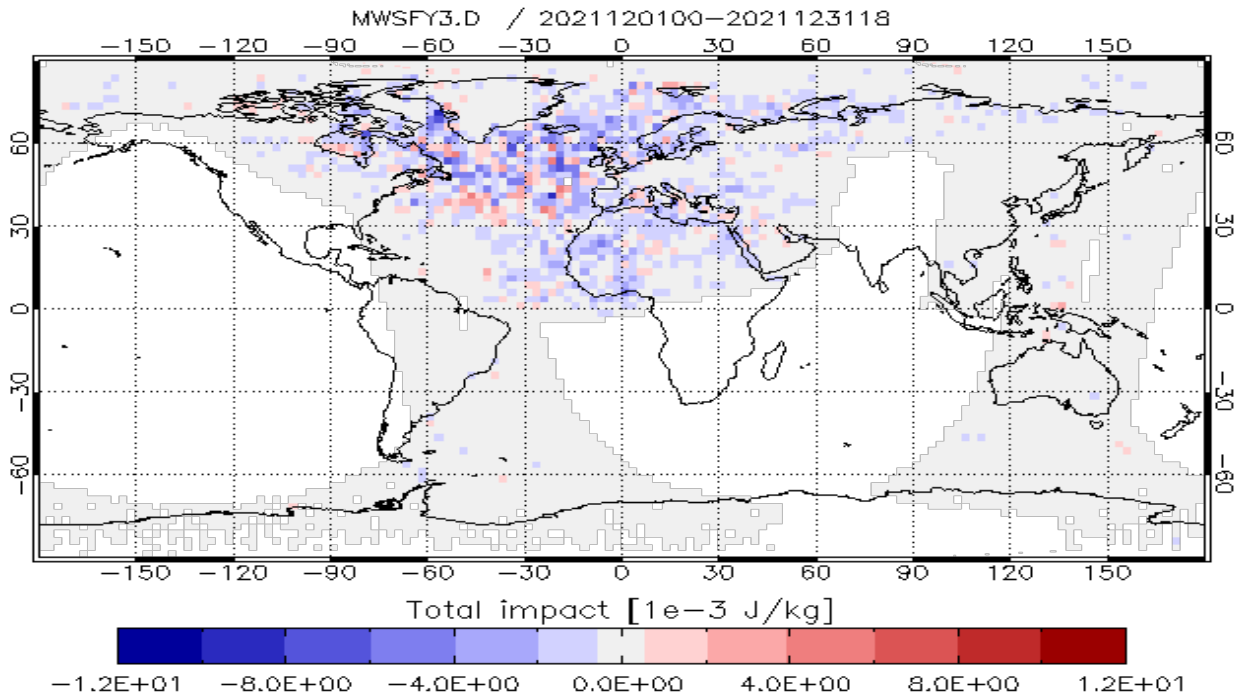 MWSFY3.D / 2021120100−2021123118
−150 −120 −90 −60 −30 0 30 60 90 120 150
60 60
30 30
0 0
−30 −30
−60 −60
−150 −120 −90 −60 −30 0 30 60 90 120 150
Total impact [1e−3 J/kg]
−1.2E+01 −8.0E+00 −4.0E+00 0.0E+00 4.0E+00 8.0E+00 1.2E+01